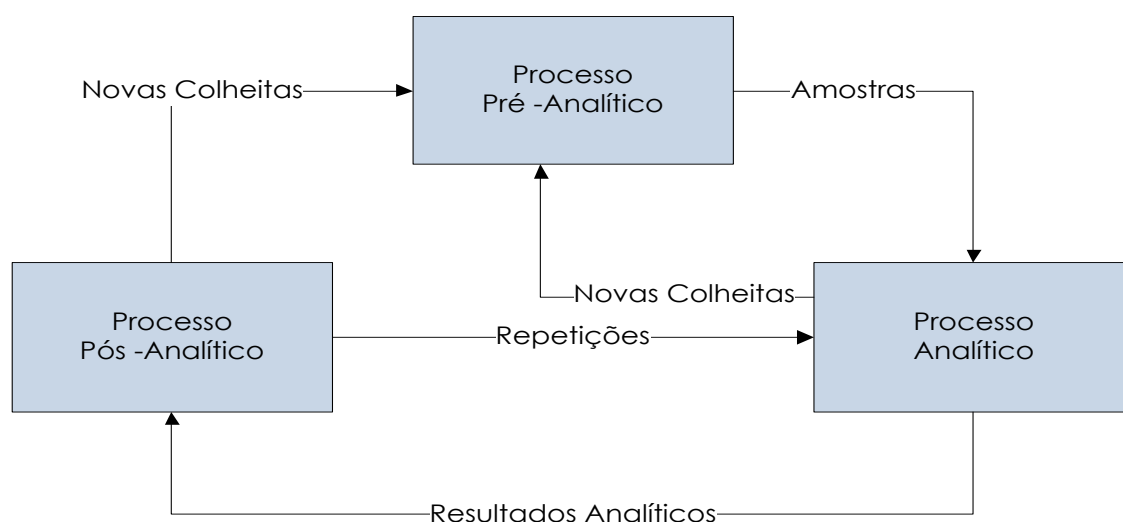 Novas Colheitas
Processo
Pré -Analítico
Amostras
Novas Colheitas
Processo
Pós -Analítico
Repetições
Processo
Analítico
Resultados Analíticos